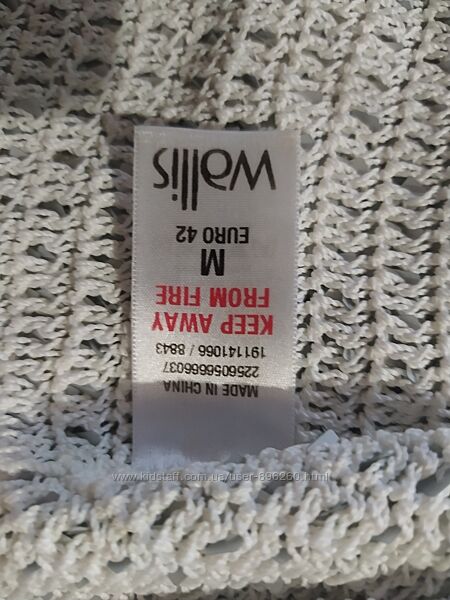 wallis
M
EURO 42
KEEP AWAY
FROM FIRE
191141066 / 8843
2256056666037
MADE IN CHINA
www.kidstaff.com.ua/user-896260.html